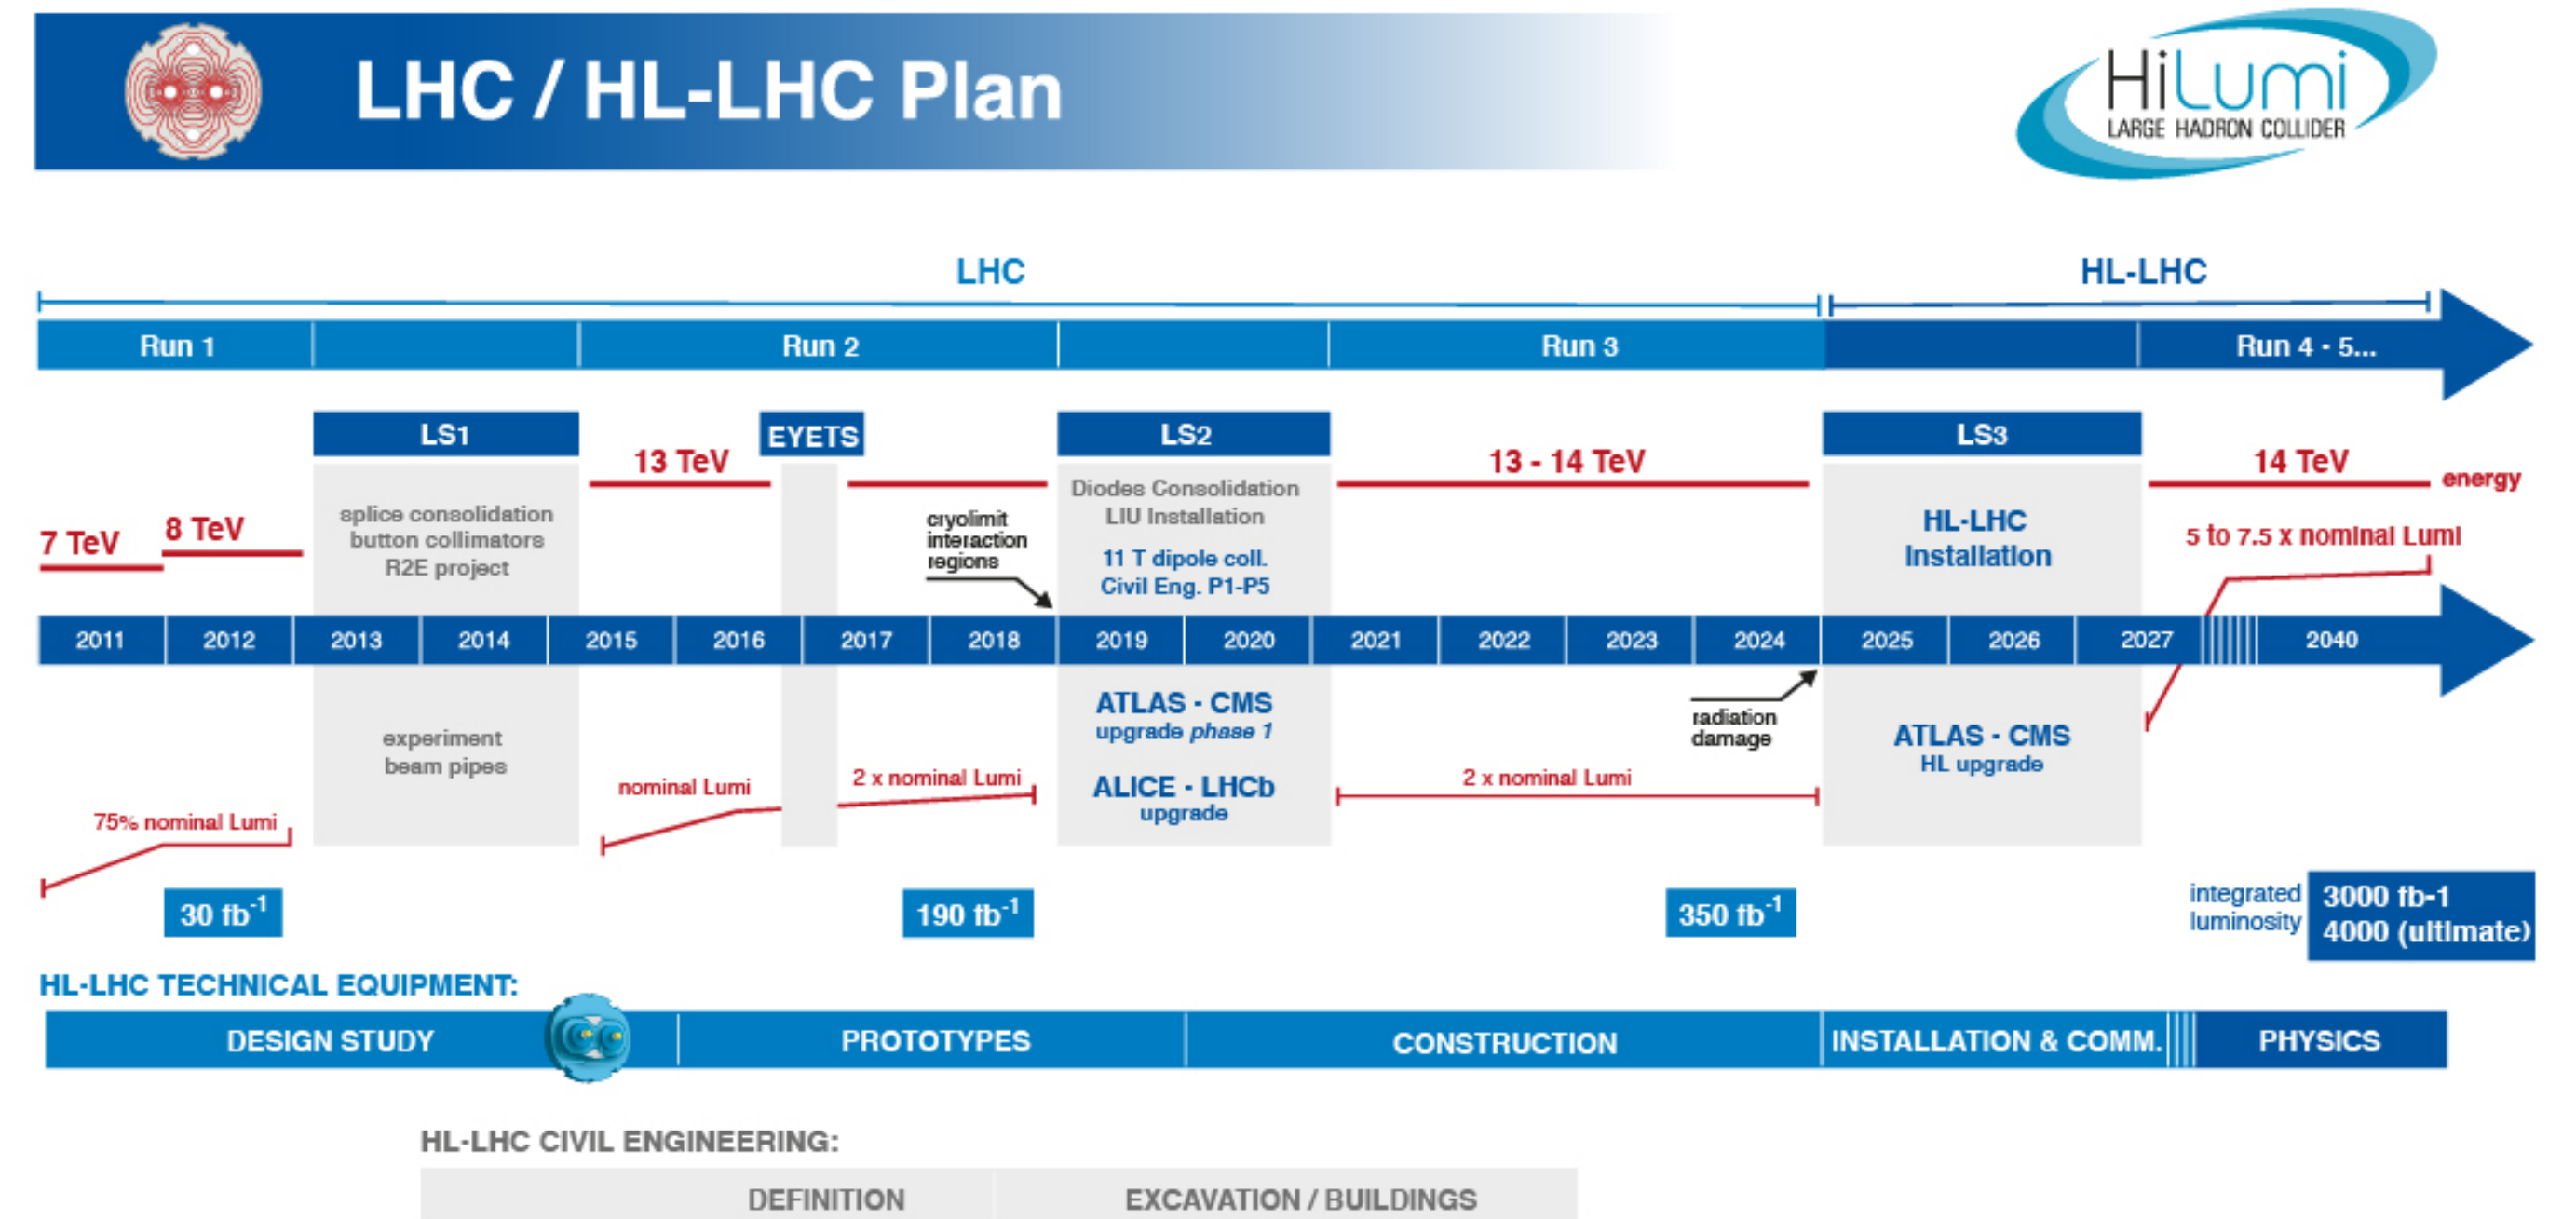 LHC / HL-LHC Plan
HiLumi
LARGE HADRON COLLIDER
LHC
HL-LHC
Run 1
Run 2
Run 3
Run 4 - 5...
LS1
EYETS
LS2
LS3
13 TeV
13 - 14 TeV
14 TeV
energy
7 TeV
8 TeV
splice consolidation
button collimators
R2E project
cryolimit
interaction
regions
Diodes Consolidation
LIU Installation
11 T dipole coll.
Civil Eng. P1-P5
HL-LHC
Installation
5 to 7.5 x nominal Lumi
2011
2012
2013
2014
2015
2016
2017
2018
2019
2020
2021
2022
2023
2024
2025
2026
2027
2040
experiment
beam pipes
ATLAS - CMS
upgrade phase 1
ALICE - LHCb
upgrade
radiation
damage
ATLAS - CMS
HL upgrade
75% nominal Lumi
nominal Lumi
2 x nominal Lumi
2 x nominal Lumi
30 fb⁻¹
190 fb⁻¹
350 fb⁻¹
integrated
luminosity
3000 fb-1
4000 (ultimate)
HL-LHC TECHNICAL EQUIPMENT:
DESIGN STUDY
PROTOTYPES
CONSTRUCTION
INSTALLATION & COMM.
PHYSICS
HL-LHC CIVIL ENGINEERING:
DEFINITION
EXCAVATION / BUILDINGS